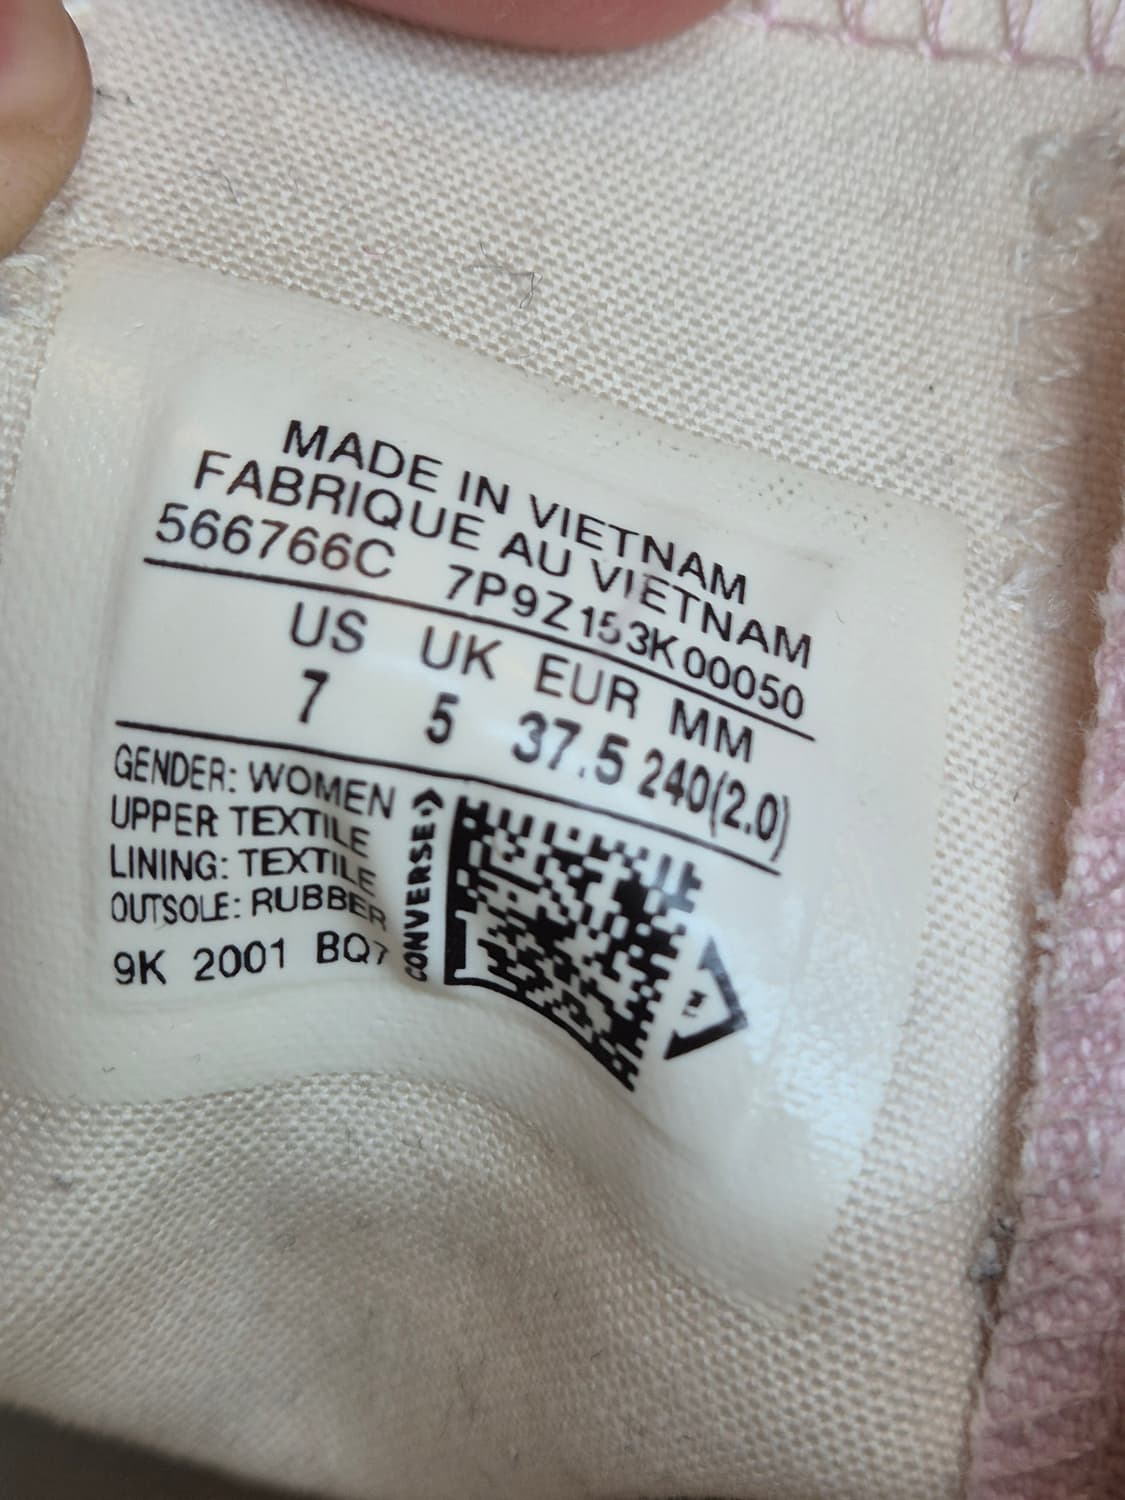 MADE IN VIETNAM
FABRIQUE AU VIETNAM
566766C 7P9Z153K00050
US UK EUR MM
7 5 37.5 240(2.0)
GENDER: WOMEN
UPPER TEXTILE
LINING: TEXTILE
OUTSOLE: RUBBER
9K 2001 BQ7
CONVERSE
TM